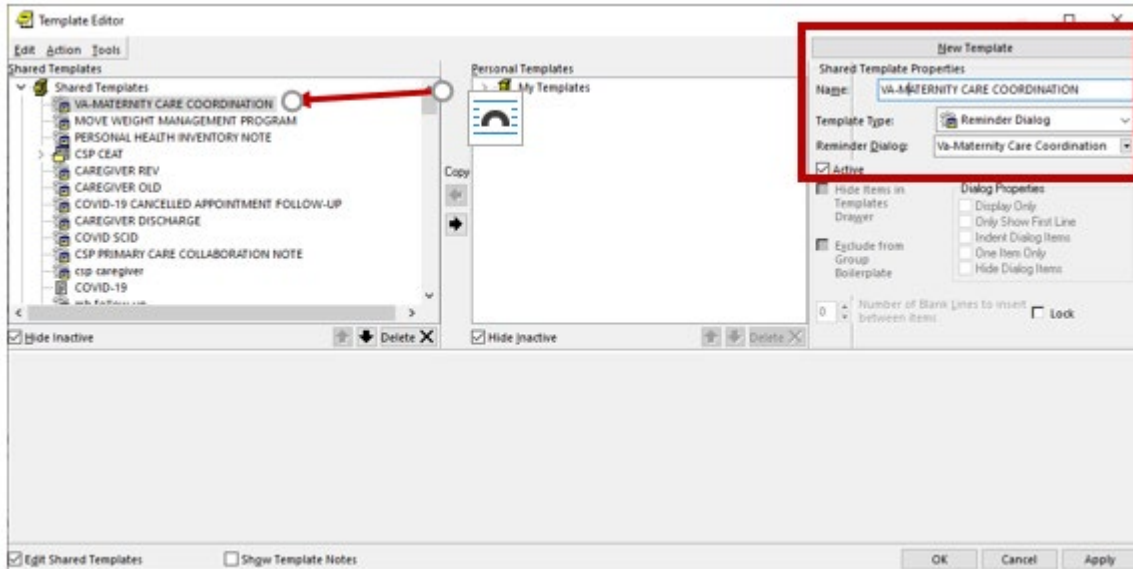 Template Editor
Edit Action Tools
Shared Templates
Shared Templates
VA-MATERNITY CARE COORDINATION
MOVE WEIGHT MANAGEMENT PROGRAM
PERSONAL HEALTH INVENTORY NOTE
CSP CEAT
CAREGIVER REV
CAREGIVER OLD
COVID-19 CANCELLED APPOINTMENT FOLLOW-UP
CAREGIVER DISCHARGE
COVID SCID
CSP PRIMARY CARE COLLABORATION NOTE
csp caregiver
COVID-19
Hide Inactive
Delete
Copy
Personal Templates
My Templates
Hide Inactive
Delete
New Template
Shared Template Properties
Name: VA-MATERNITY CARE COORDINATION
Template Type: Reminder Dialog
Reminder Dialog: Va-Maternity Care Coordination
Active
Hide Items in
Templates
Drawer
Exclude from
Group
Boilerplate
Dialog Properties
Display Only
Only Show First Line
Indent Dialog Items
One Item Only
Hide Dialog Items
0 Number of Blank Lines to insert
between items
Lock
Edit Shared Templates
Show Template Notes
OK Cancel Apply